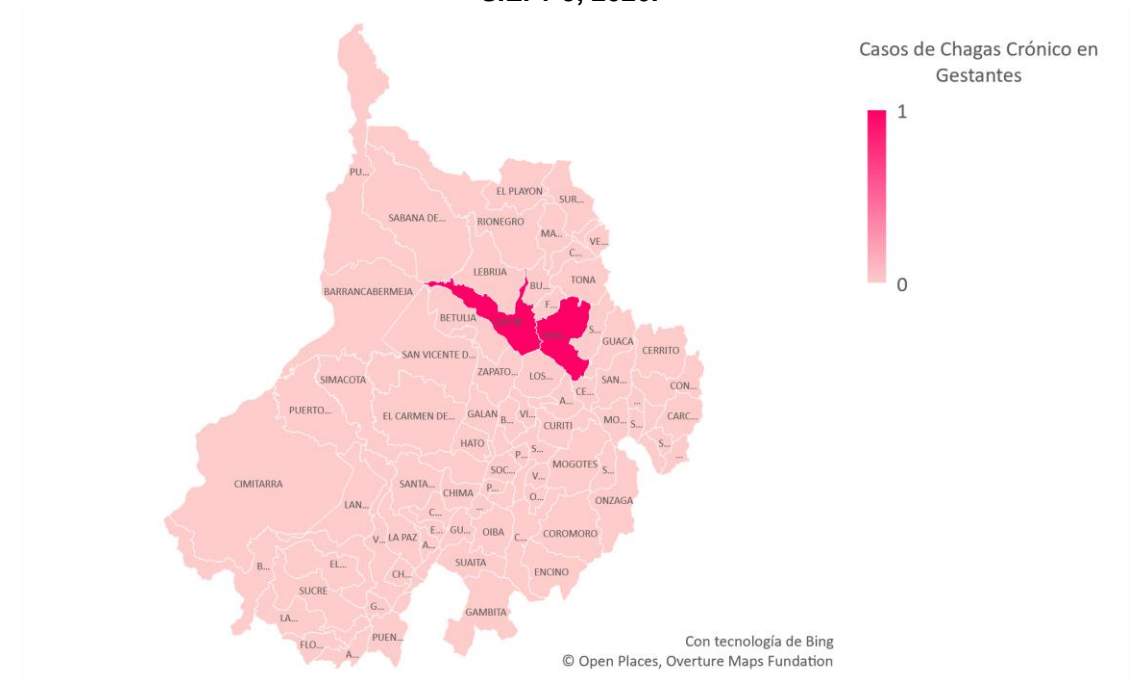 Casos de Chagas Crónico en
Gestantes
1
0
PU...
EL PLAYON
SUR...
SABANA DE...
RIONEGRO
MA...
VE...
C...
LEBRIJA
TONA
BU...
BARRANCABERMEJA
F...
BETULIA
S...
GUACA
CERRITO
SAN VICENTE D...
ZAPATO...
LOS...
SIMACOTA
SAN...
CON...
CE...
A...
...
PUERTO...
EL CARMEN DE...
GALAN
B...
VI...
CURITI
MO...
S...
CARC...
HATO
S...
P...
S...
...
SOC...
MOGOTES
S...
V...
CIMITARRA
SANTA...
CHIMA
P...
O...
ONZAGA
LAN...
...
C...
V...
LA PAZ
E...
GU...
OIBA
C...
COROMORO
A...
B...
EL...
CH...
SUAITA
ENCINO
SUCRE
G...
GAMBITA
LA...
PUEN...
FLO...
A...
Con tecnología de Bing
© Open Places, Overture Maps Fundation